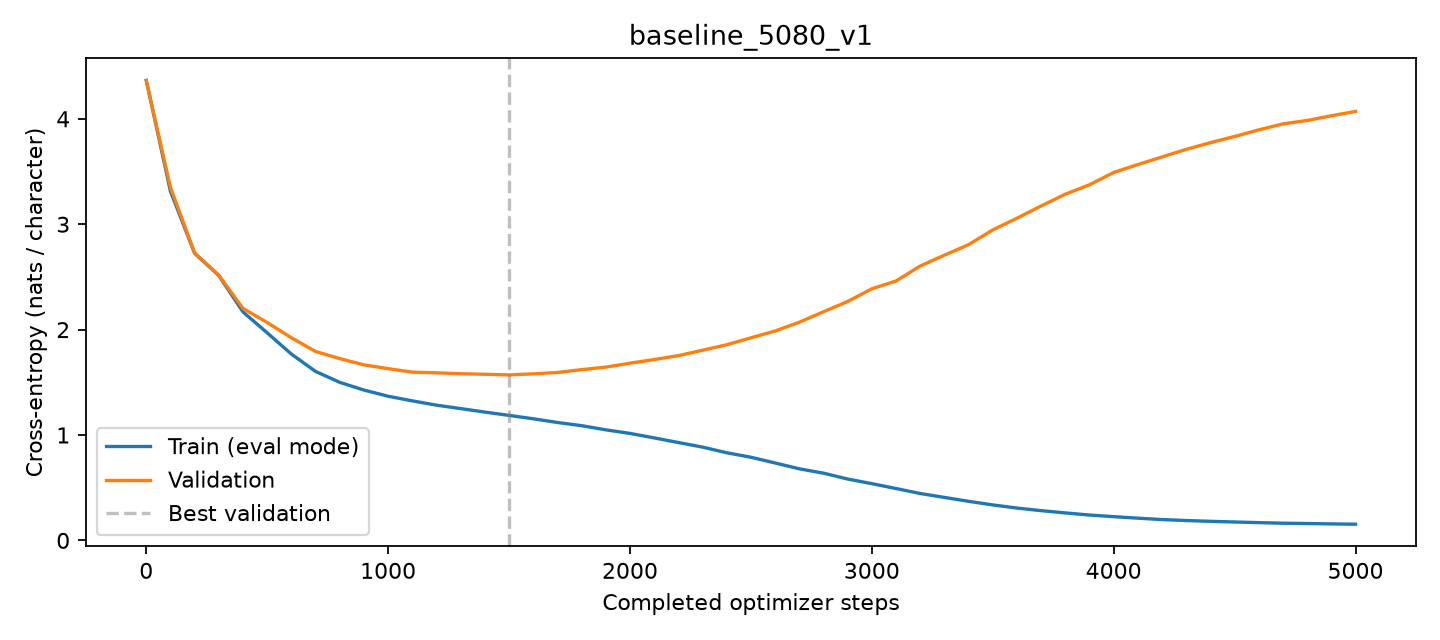 baseline_5080_v1
Cross-entropy (nats / character)
4
3
2
1
0
Train (eval mode)
Validation
Best validation
0 1000 2000 3000 4000 5000
Completed optimizer steps